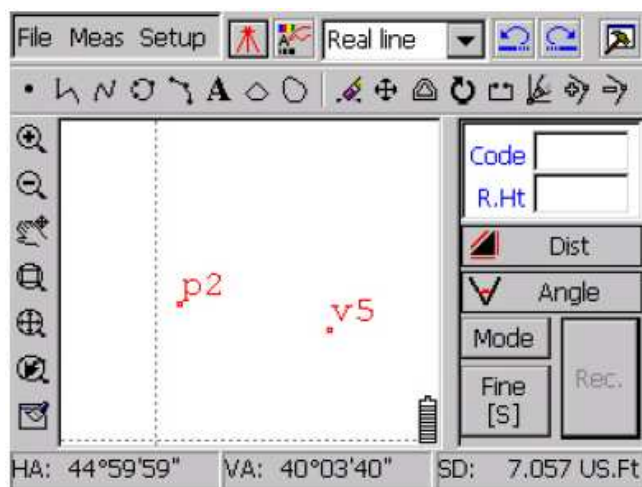 File Meas Setup Real line
A
Code
R.Ht
p2
v5
Dist
Angle
Mode
Fine
[S]
Rec.
HA: 44°59'59" VA: 40°03'40" SD: 7.057 US.Ft